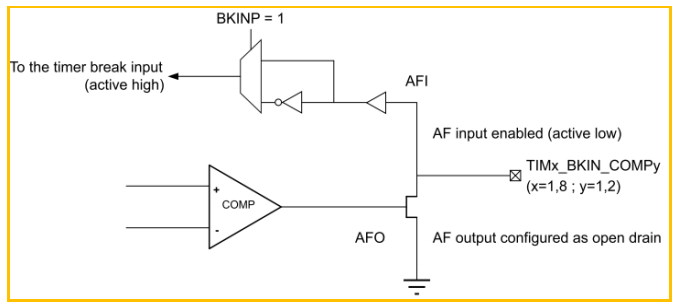 BKINP = 1
To the timer break input
(active high)
AFI
AF input enabled (active low)
TIMx_BKIN_COMPy
(x=1,8 ; y=1,2)
+
COMP
-
AFO
AF output configured as open drain